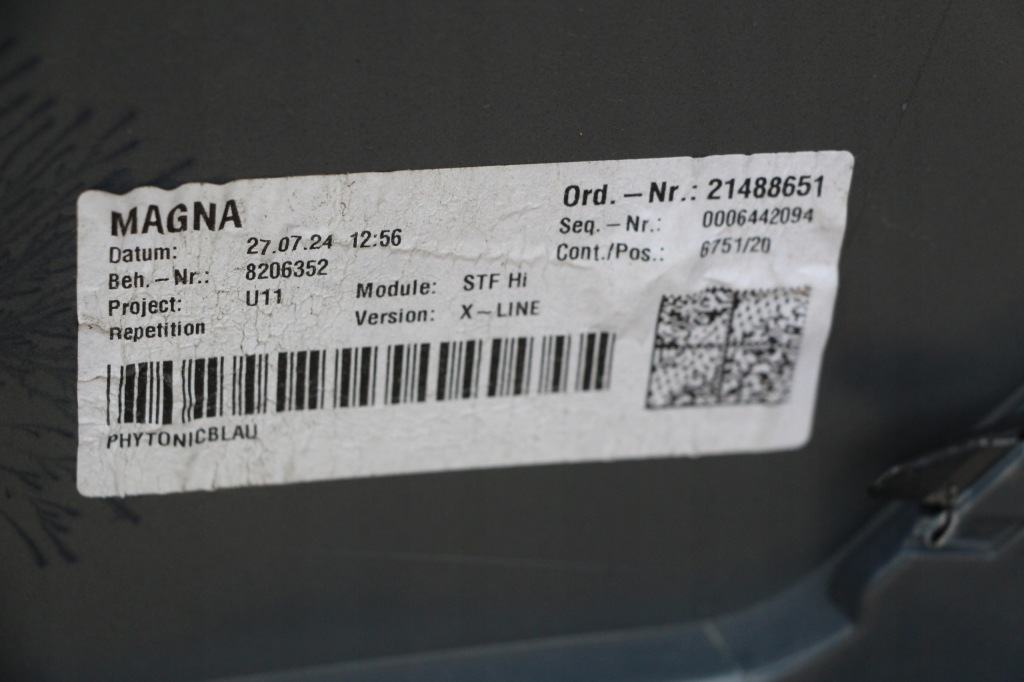 MAGNA
Ord. -Nr.: 21488651
Datum: 27.07.24 12:56
Seq. -Nr.: 0006442094
Beh. -Nr.: 8206352
Cont./Pos.: 6751/20
Project: U11
Module: STF Hi
Repetition
Version: X-LINE
PHYTONICBLAU